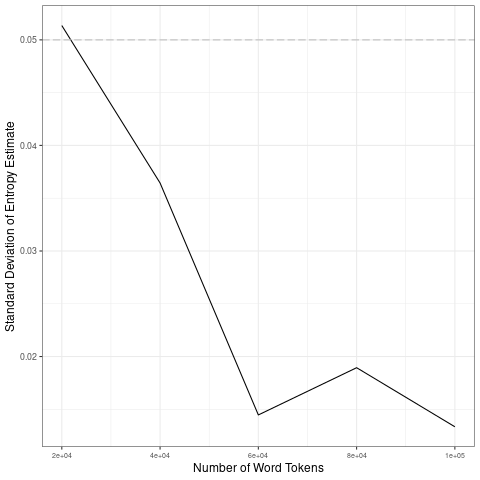 0.05
0.04
0.03
0.02
Standard Deviation of Entropy Estimate
2e+04 4e+04 6e+04 8e+04 1e+05
Number of Word Tokens